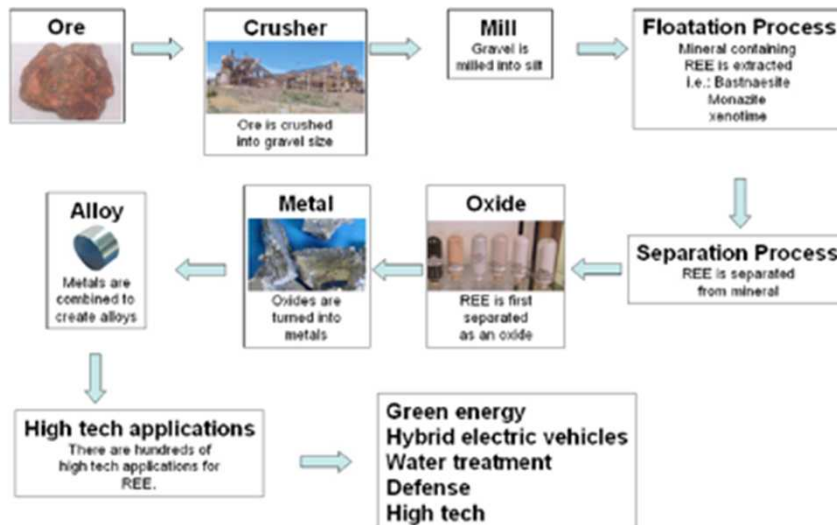 Ore
Crusher
Ore is crushed
into gravel size
Mill
Gravel is
milled into silt
Floatation Process
Mineral containing
REE is extracted
i.e.: Bastnaesite
Monazite
xenotime
Separation Process
REE is separated
from mineral
Oxide
REE is first
separated
as an oxide
Metal
Oxides are
turned into
metals
Alloy
Metals are
combined to
create alloys
High tech applications
There are hundreds of
high tech applications for
REE.
Green energy
Hybrid electric vehicles
Water treatment
Defense
High tech